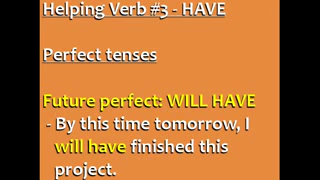 Helping Verb #3 - HAVE
Perfect tenses
Future perfect: WILL HAVE
- By this time tomorrow, I
will have finished this
project.